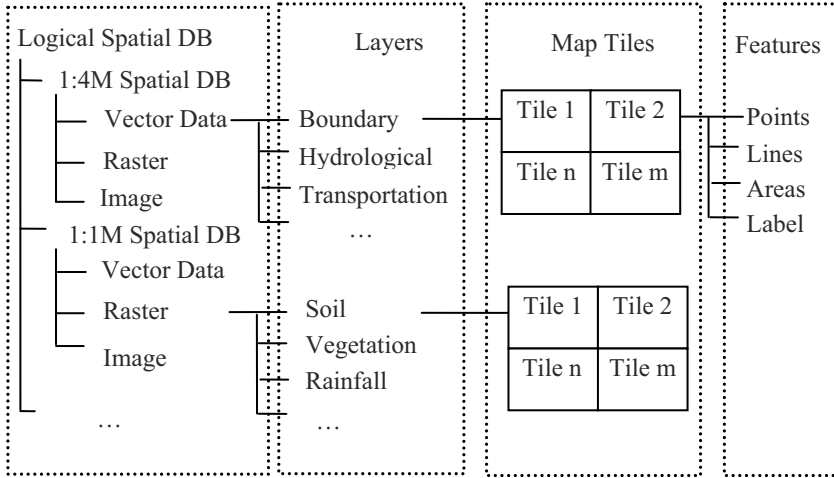 Logical Spatial DB
1:4M Spatial DB
Vector Data
Raster
Image
1:1M Spatial DB
Vector Data
Raster
Image
…
Layers
Boundary
Hydrological
Transportation
…
Soil
Vegetation
Rainfall
…
Map Tiles
Tile 1 Tile 2
Tile n Tile m
Tile 1 Tile 2
Tile n Tile m
Features
Points
Lines
Areas
Label